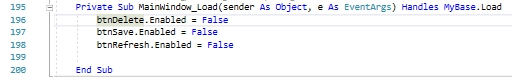 195 Private Sub MainWindow_Load(sender As Object, e As EventArgs) Handles MyBase.Load
196 btnDelete.Enabled = False
197 btnSave.Enabled = False
198 btnRefresh.Enabled = False
199
200 End Sub